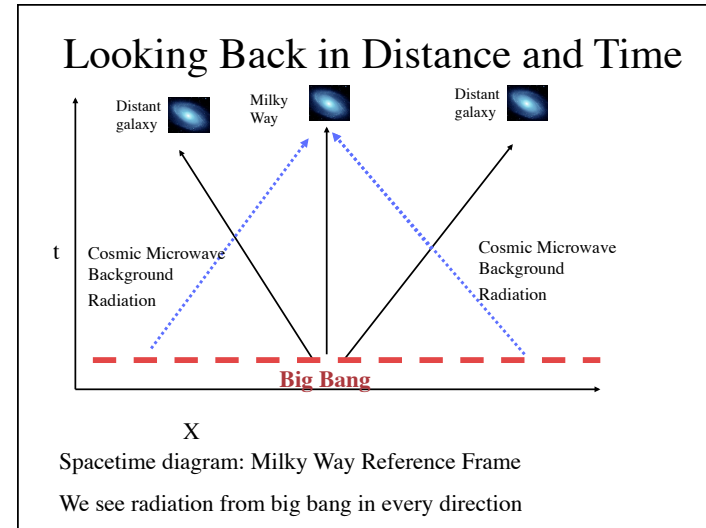 Looking Back in Distance and Time
Distant
galaxy
Milky
Way
Distant
galaxy
t
Cosmic Microwave
Background
Radiation
Cosmic Microwave
Background
Radiation
Big Bang
X
Spacetime diagram: Milky Way Reference Frame
We see radiation from big bang in every direction